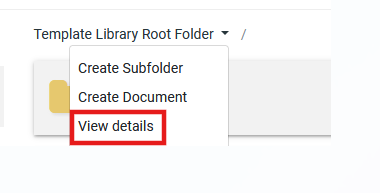 Template Library Root Folder /
Create Subfolder
Create Document
View details